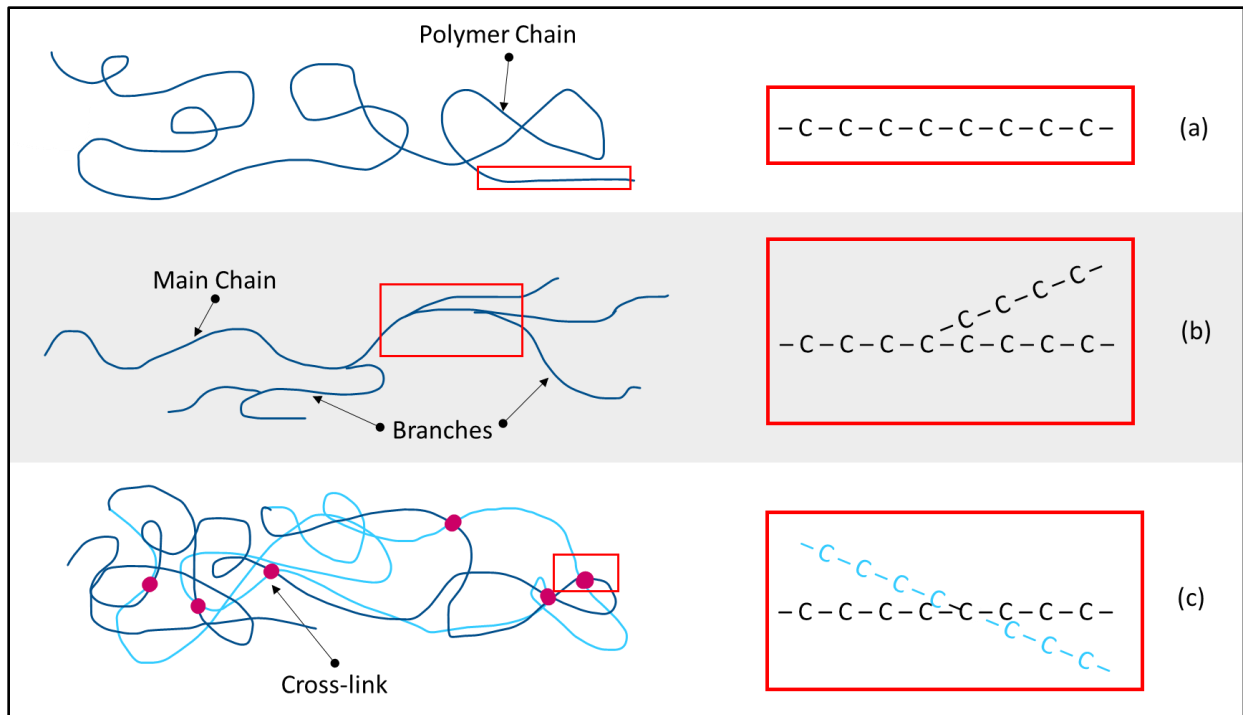 Polymer Chain
– C – C – C – C – C – C – C – C –
(a)
Main Chain
Branches
– C – C – C – C –
– C – C – C – C – C – C – C – C –
(b)
Cross-link
– C – C – C – C –
– C – C – C – C – C – C – C – C –
– C – C – C – C –
(c)